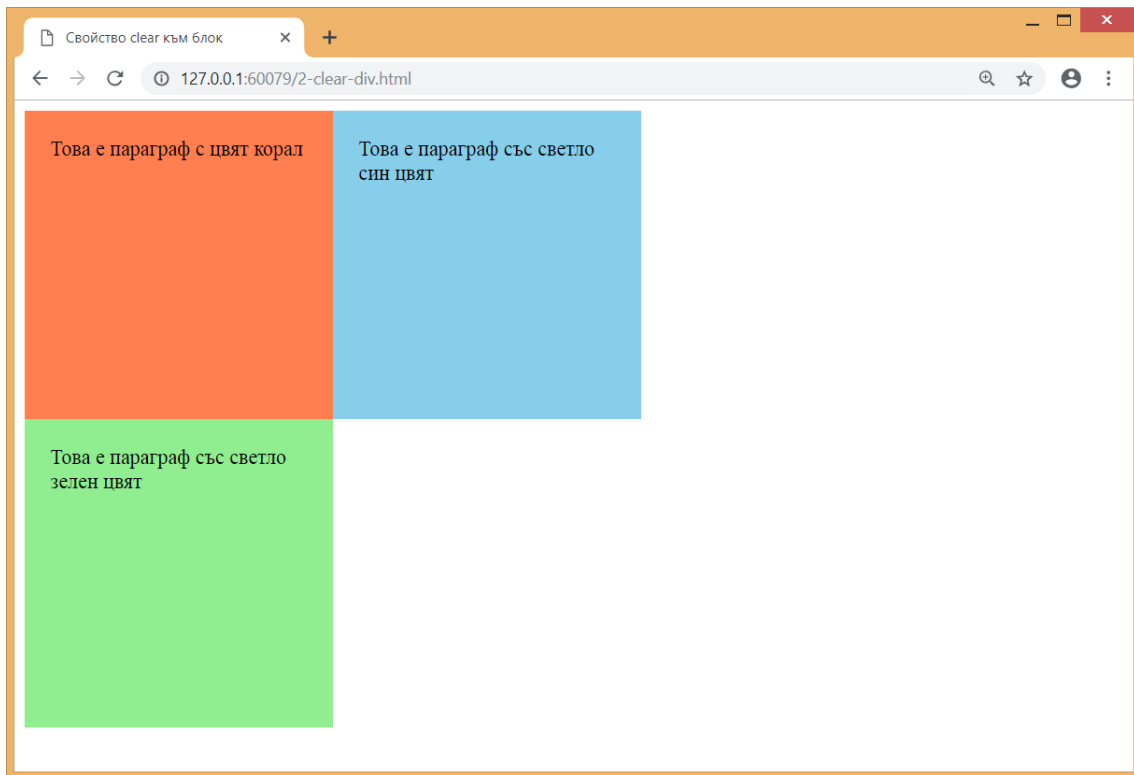 Свойство clear към блок
127.0.0.1:60079/2-clear-div.html
Това е параграф с цвят корал
Това е параграф със светло
син цвят
Това е параграф със светло
зелен цвят